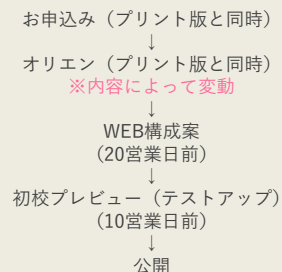 お申込み（プリント版と同時）
↓
オリエン（プリント版と同時）
※内容によって変動
↓
WEB構成案
（20営業日前）
↓
初校プレビュー（テストアップ）
（10営業日前）
↓
公開